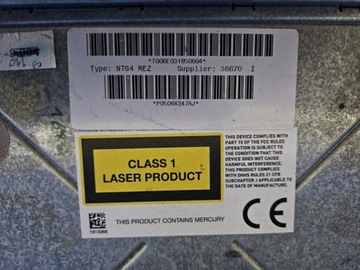 *T00BE031850604*
Type: NTG4 REZ Supplier: 36670 I
*P05064247AJ*
CLASS 1
LASER PRODUCT
THIS DEVICE COMPLIES WITH
PART 15 OF THE FCC RULES
OPERATION IS SUBJECT TO
THE CONDITION THAT THIS
DEVICE DOES NOT CAUSE
HARMFUL INTERFERENCE.
THIS PRODUCT COMPLIES
WITH DHHS RULES 21 CFR
SUBCHAPTER J APPLICABLE TO
THE DATE OF MANUFACTURE.
CE
1813366
THIS PRODUCT CONTAINS MERCURY